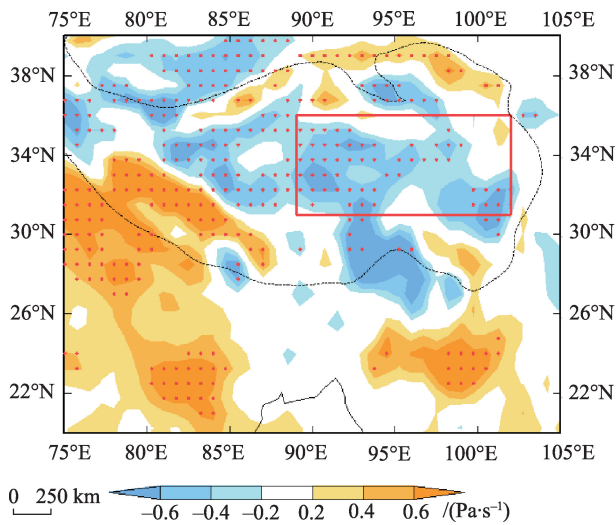 75°E 80°E 85°E 90°E 95°E 100°E 105°E
38°N 38°N
34°N 34°N
30°N 30°N
26°N 26°N
22°N 22°N
75°E 80°E 85°E 90°E 95°E 100°E 105°E
0 250 km
−0.6 −0.4 −0.2 0.2 0.4 0.6 /(Pa·s⁻¹)